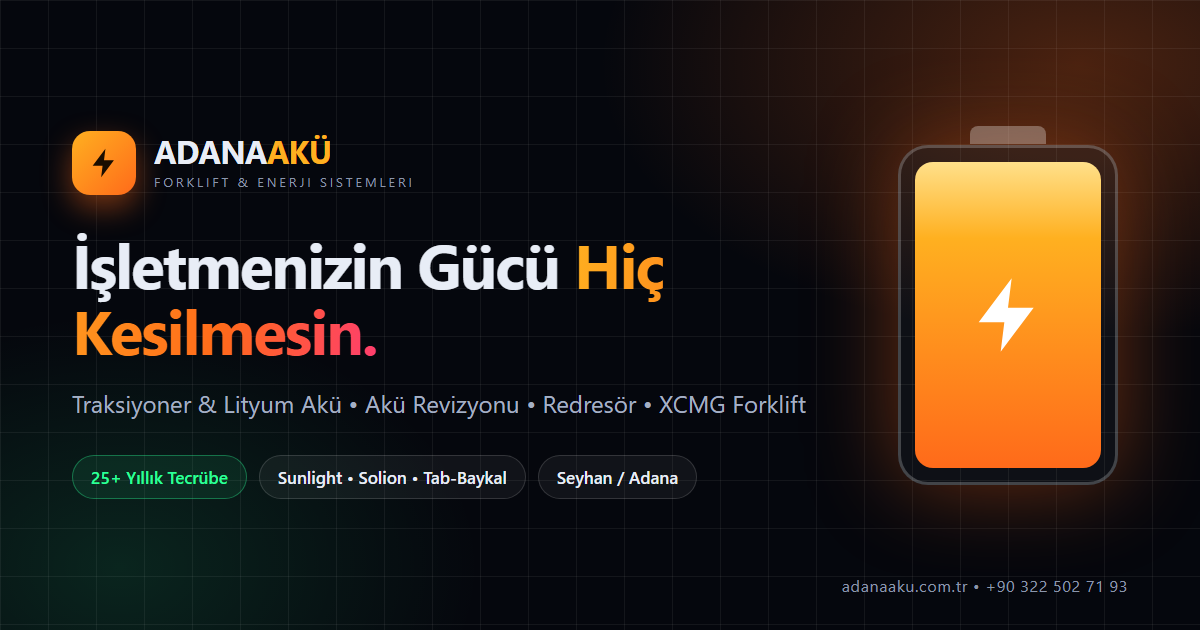 ADANAAKÜ
FORKLIFT & ENERJI SISTEMLERI
İşletmenizin Gücü Hiç
Kesilmesin.
Traksiyoner & Lityum Akü • Akü Revizyonu • Redresör • XCMG Forklift
25+ Yıllık Tecrübe
Sunlight • Solion • Tab-Baykal
Seyhan / Adana
adanaaku.com.tr • +90 322 502 71 93